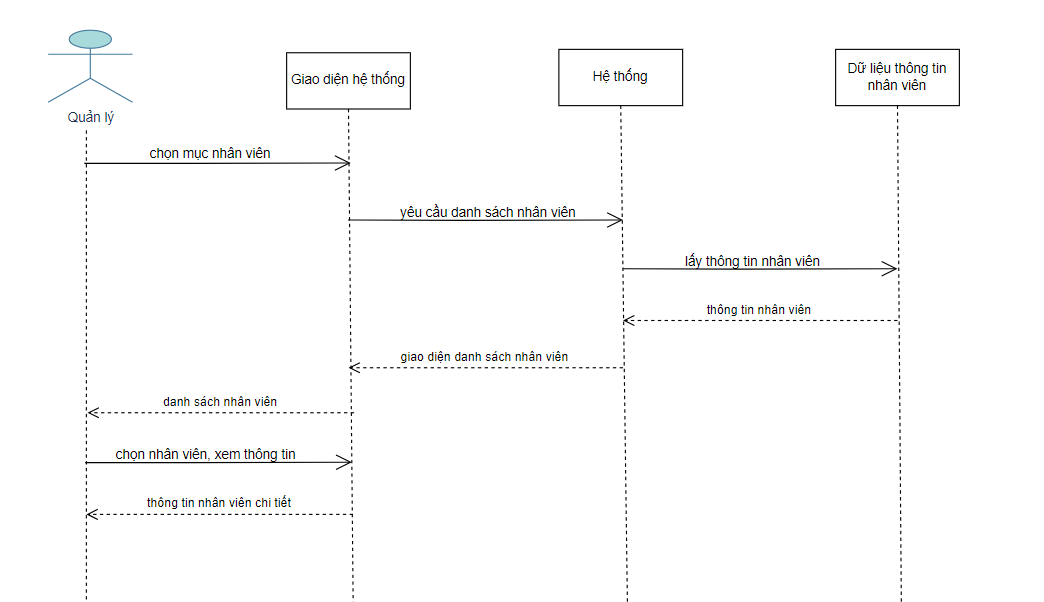 Quản lý
Giao diện hệ thống
Hệ thống
Dữ liệu thông tin
nhân viên
chọn mục nhân viên
yêu cầu danh sách nhân viên
lấy thông tin nhân viên
thông tin nhân viên
giao diện danh sách nhân viên
danh sách nhân viên
chọn nhân viên, xem thông tin
thông tin nhân viên chi tiết